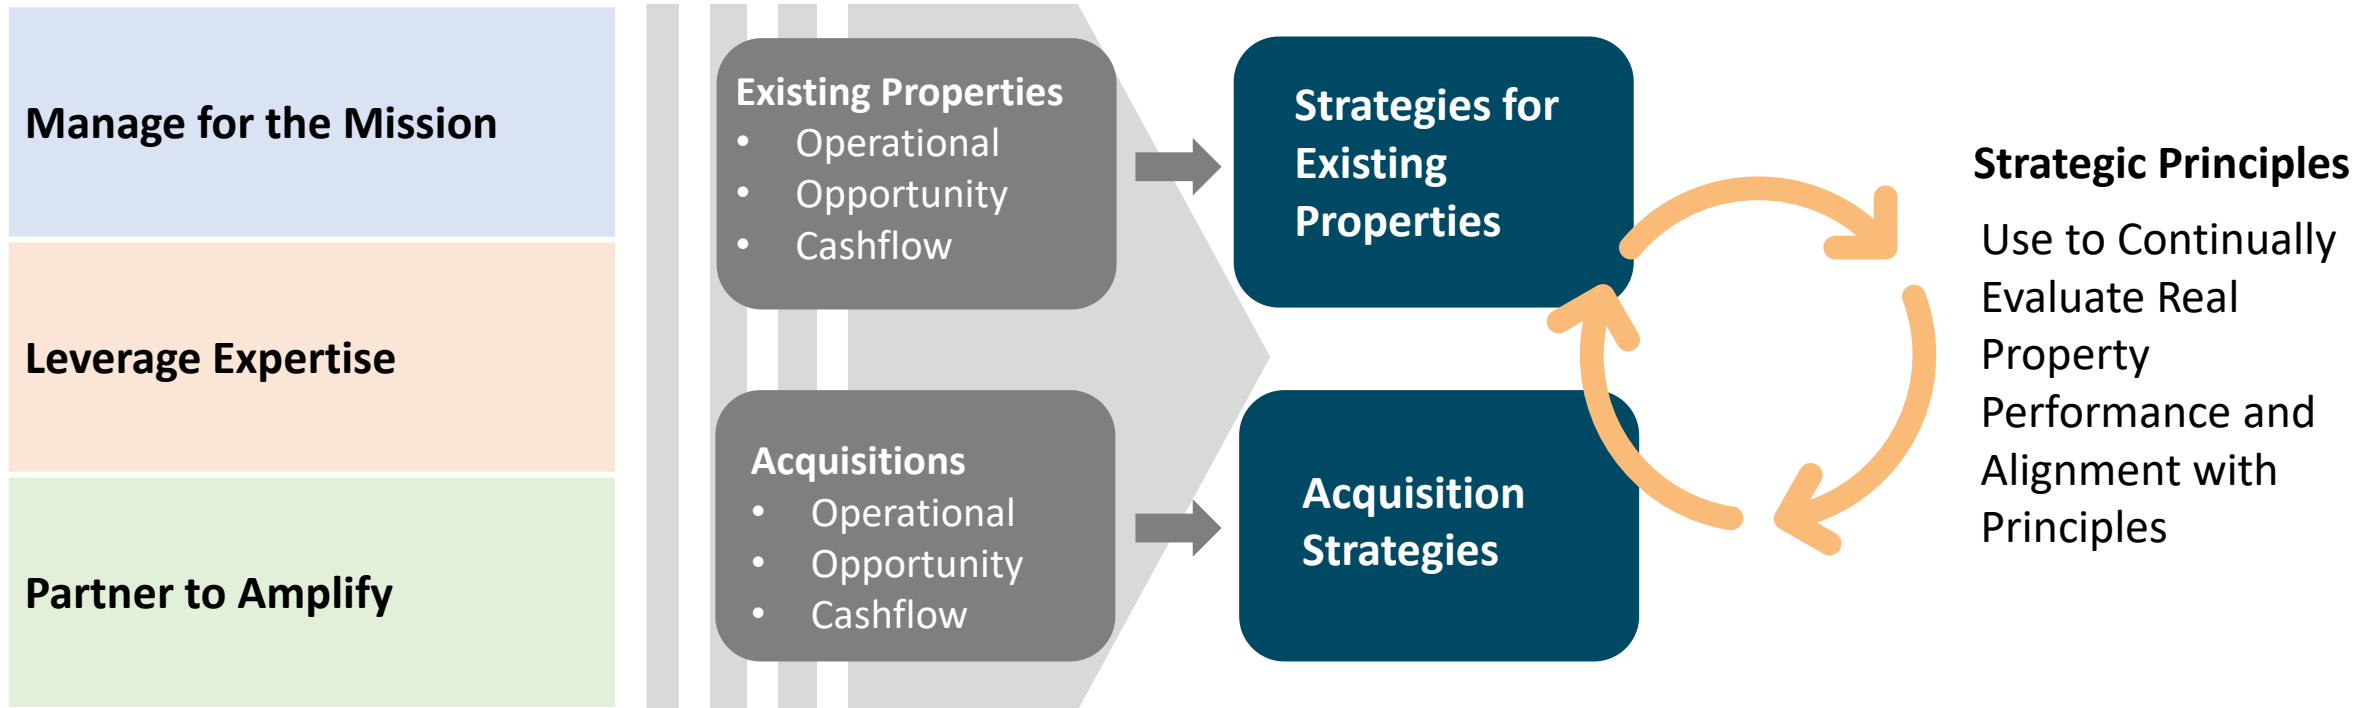 Manage for the Mission
Leverage Expertise
Partner to Amplify
Existing Properties
• Operational
• Opportunity
• Cashflow
Acquisitions
• Operational
• Opportunity
• Cashflow
Strategies for
Existing
Properties
Acquisition
Strategies
Strategic Principles
Use to Continually
Evaluate Real
Property
Performance and
Alignment with
Principles